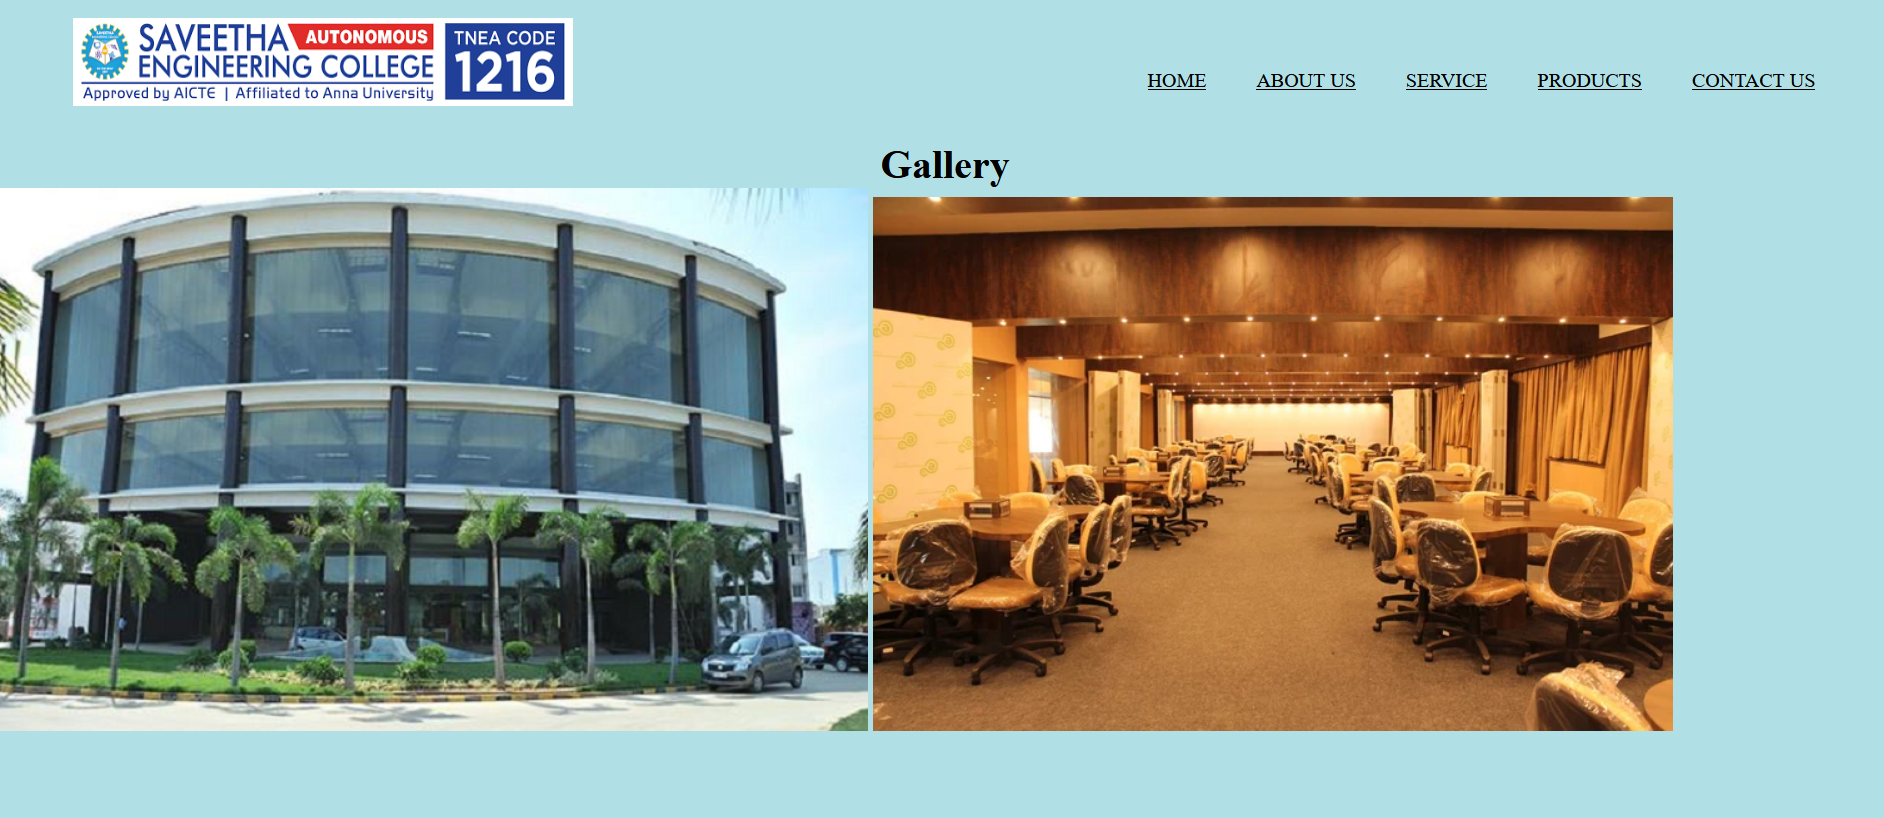 SAVEETHA AUTONOMOUS
ENGINEERING COLLEGE
Approved by AICTE | Affiliated to Anna University
TNEA CODE
1216
HOME ABOUT US SERVICE PRODUCTS CONTACT US
Gallery